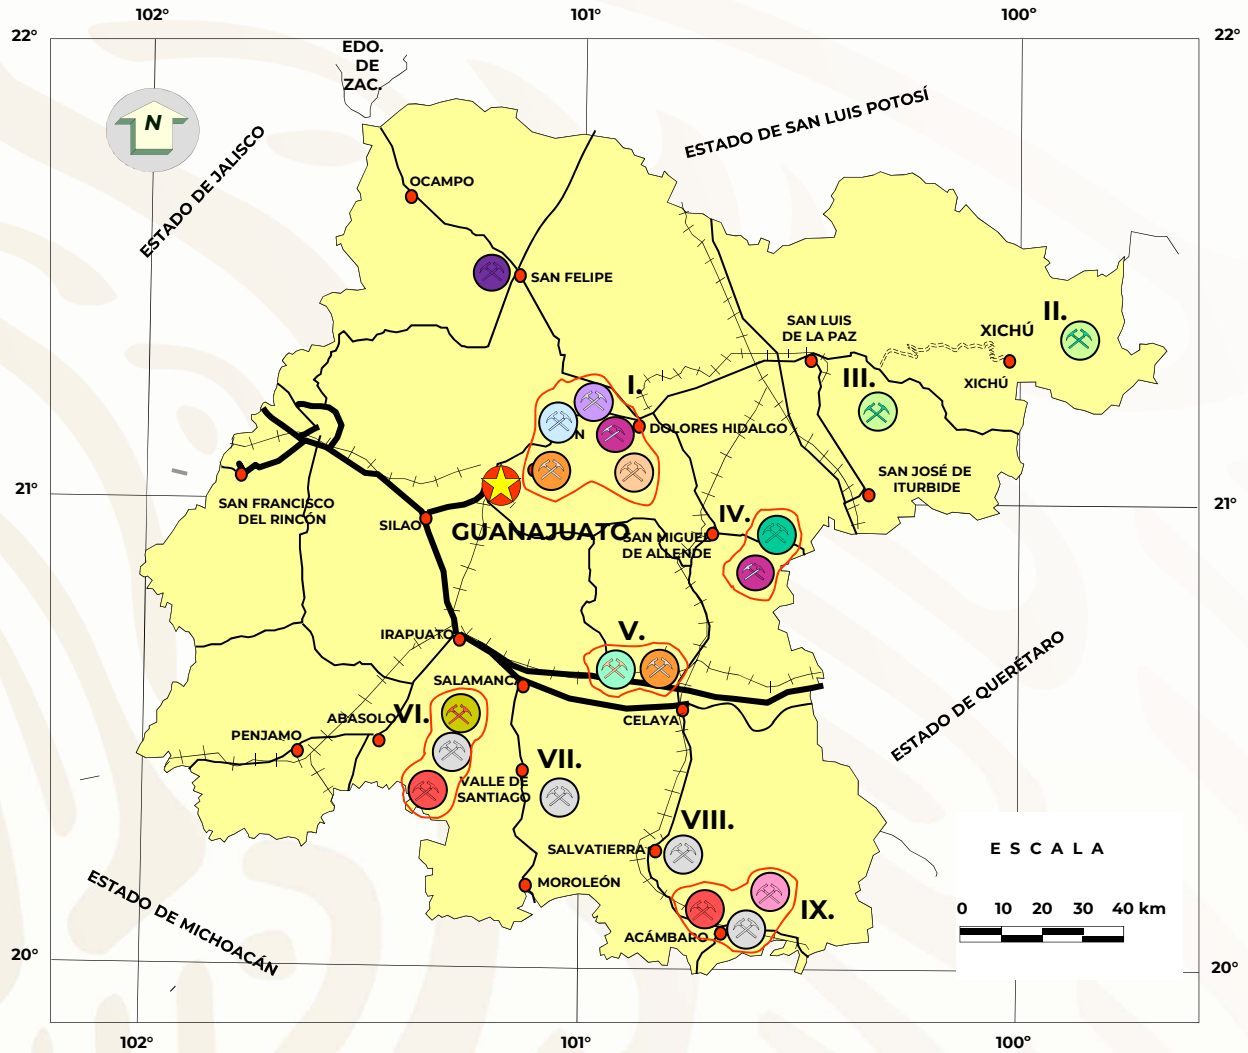 102°
101°
100°
22°
22°
EDO.
DE
ZAC.
ESTADO DE SAN LUIS POTOSÍ
N
ESTADO DE JALISCO
OCAMPO
SAN FELIPE
SAN LUIS
DE LA PAZ
XICHÚ
II.
XICHÚ
III.
I.
N
DOLORES HIDALGO
SAN JOSÉ DE
ITURBIDE
21°
21°
SAN FRANCISCO
DEL RINCÓN
SILAO
GUANAJUATO
IV.
SAN MIGUEL
DE ALLENDE
IRAPUATO
V.
SALAMANCA
ESTADO DE QUERÉTARO
ABASOLO
VI.
CELAYA
PENJAMO
VII.
VALLE DE
SANTIAGO
VIII.
SALVATIERRA
ESCALA
MOROLEÓN
ESTADO DE MICHOACÁN
IX.
0 10 20 30 40 km
ACÁMBARO
20°
20°
102°
101°
100°